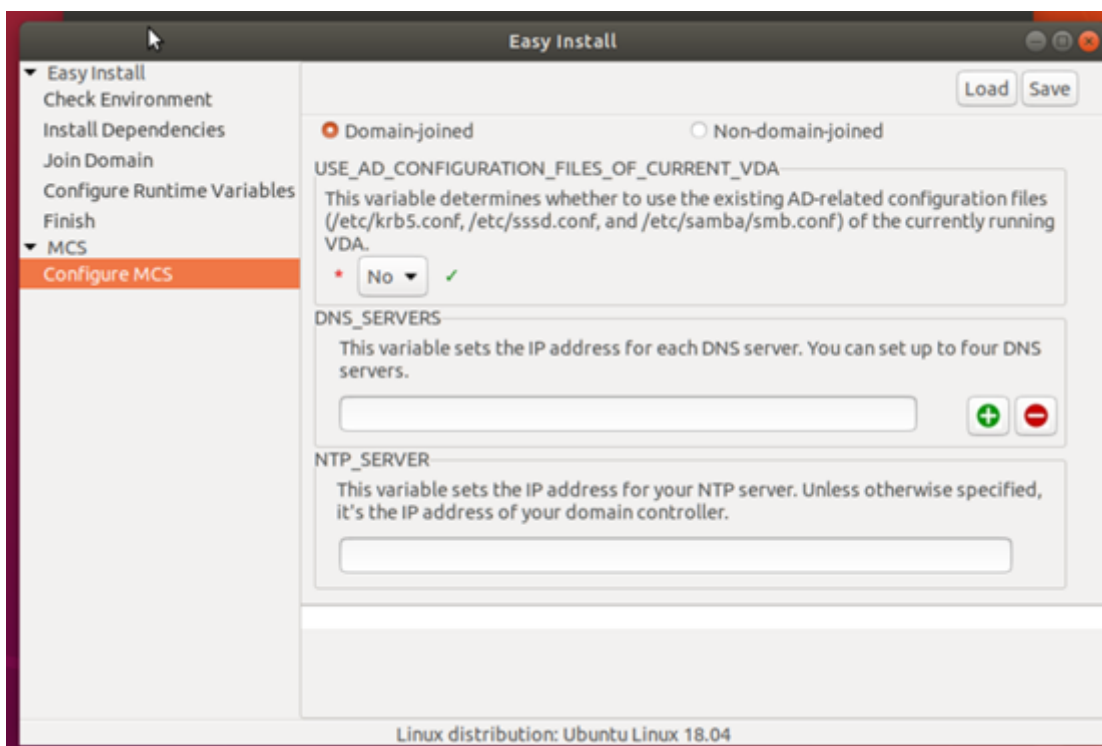 Easy Install
Easy Install
Check Environment
Install Dependencies
Join Domain
Configure Runtime Variables
Finish
MCS
Configure MCS
Load Save
Domain-joined Non-domain-joined
USE_AD_CONFIGURATION_FILES_OF_CURRENT_VDA
This variable determines whether to use the existing AD-related configuration files
(/etc/krb5.conf, /etc/sssd.conf, and /etc/samba/smb.conf) of the currently running
VDA.
* No
DNS_SERVERS
This variable sets the IP address for each DNS server. You can set up to four DNS
servers.
NTP_SERVER
This variable sets the IP address for your NTP server. Unless otherwise specified,
it's the IP address of your domain controller.
Linux distribution: Ubuntu Linux 18.04